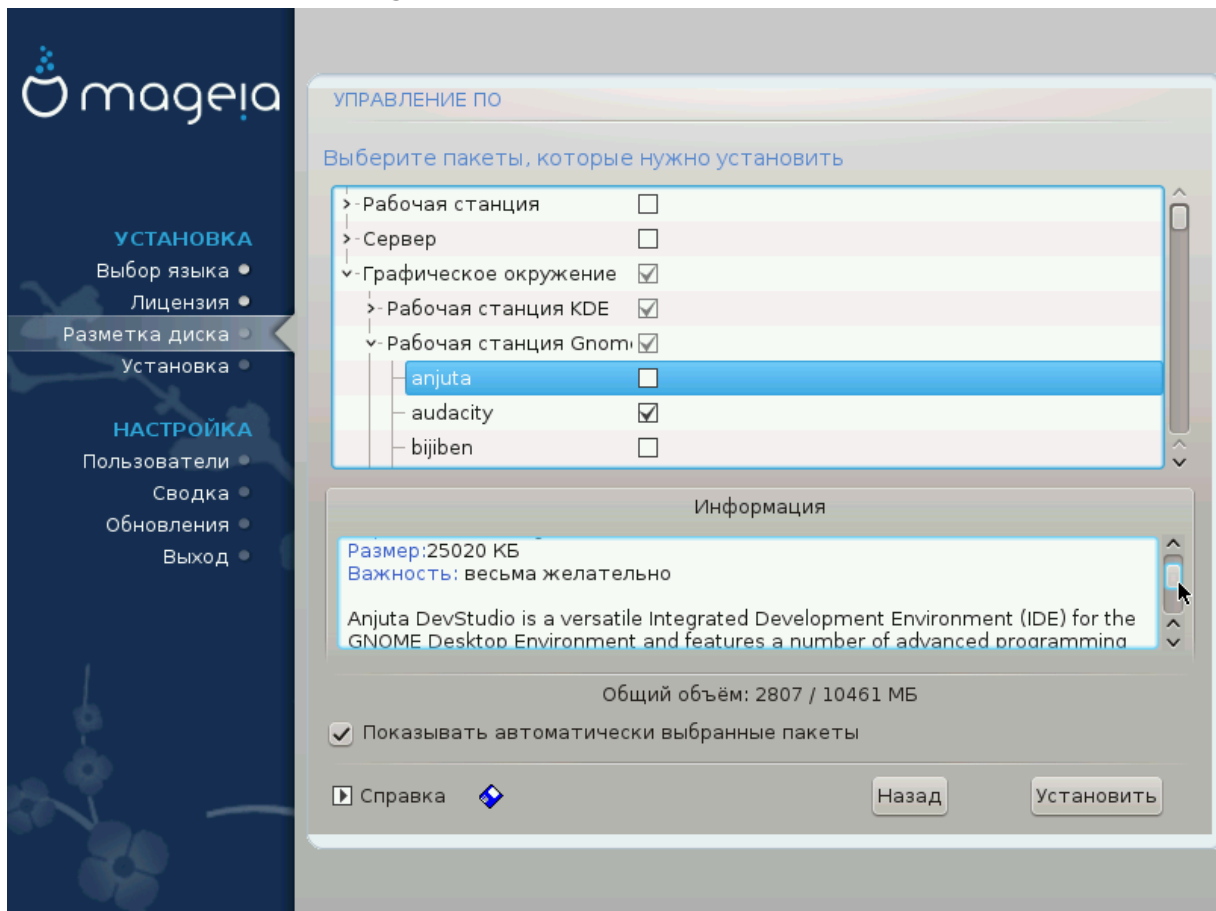 mageia
УСТАНОВКА
Выбор языка
Лицензия
Разметка диска
Установка
НАСТРОЙКА
Пользователи
Сводка
Обновления
Выход
УПРАВЛЕНИЕ ПО
Выберите пакеты, которые нужно установить
Рабочая станция
Сервер
Графическое окружение
Рабочая станция KDE
Рабочая станция Gnom
anjuta
audacity
bijiben
Информация
Размер:25020 КБ
Важность: весьма желательно
Anjuta DevStudio is a versatile Integrated Development Environment (IDE) for the
GNOME Desktop Environment and features a number of advanced programming
Общий объём: 2807 / 10461 МБ
Показывать автоматически выбранные пакеты
Справка
Назад
Установить